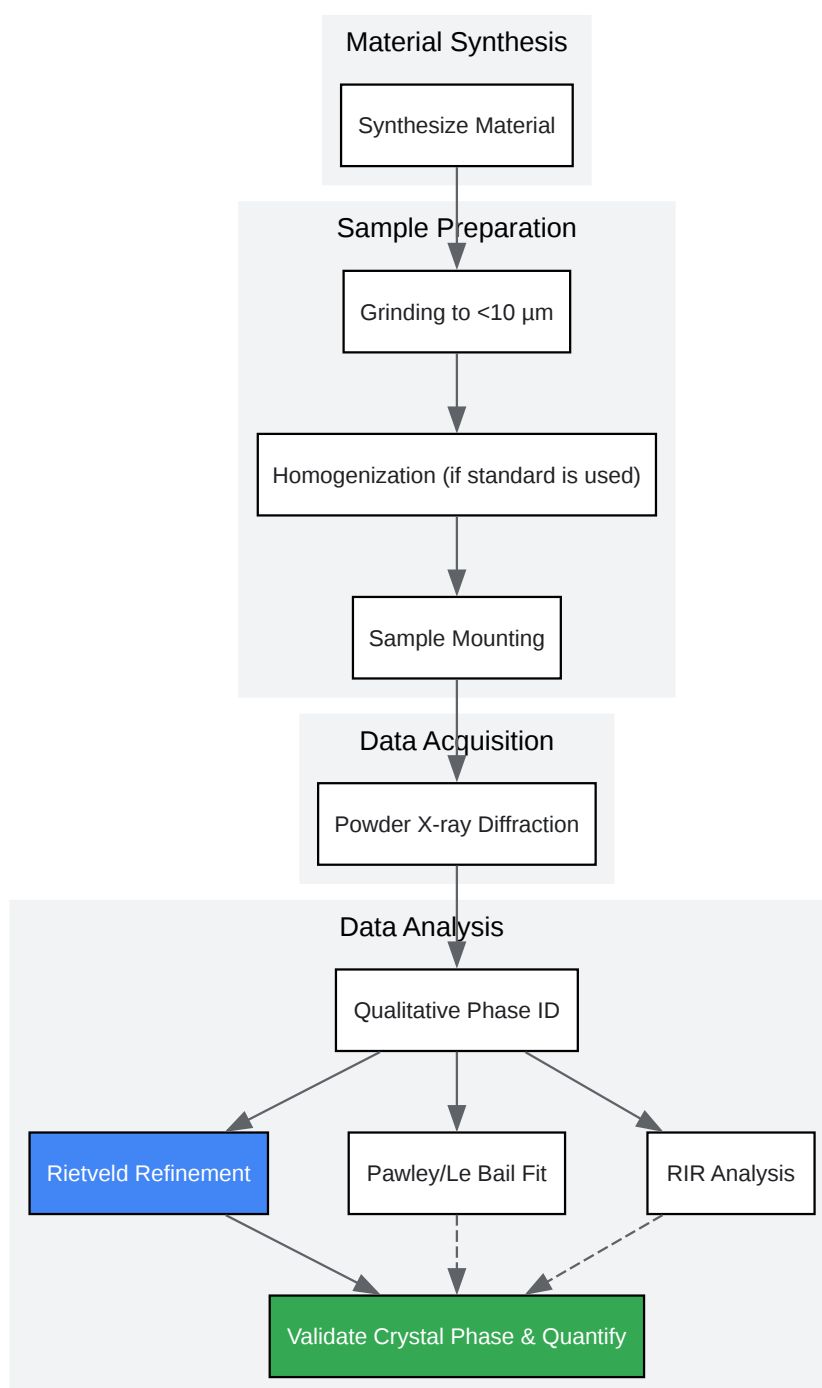 Material Synthesis
Synthesize Material
Sample Preparation
Grinding to <10 µm
Homogenization (if standard is used)
Sample Mounting
Data Acquisition
Powder X-ray Diffraction
Data Analysis
Qualitative Phase ID
Rietveld Refinement
Pawley/Le Bail Fit
RIR Analysis
Validate Crystal Phase & Quantify